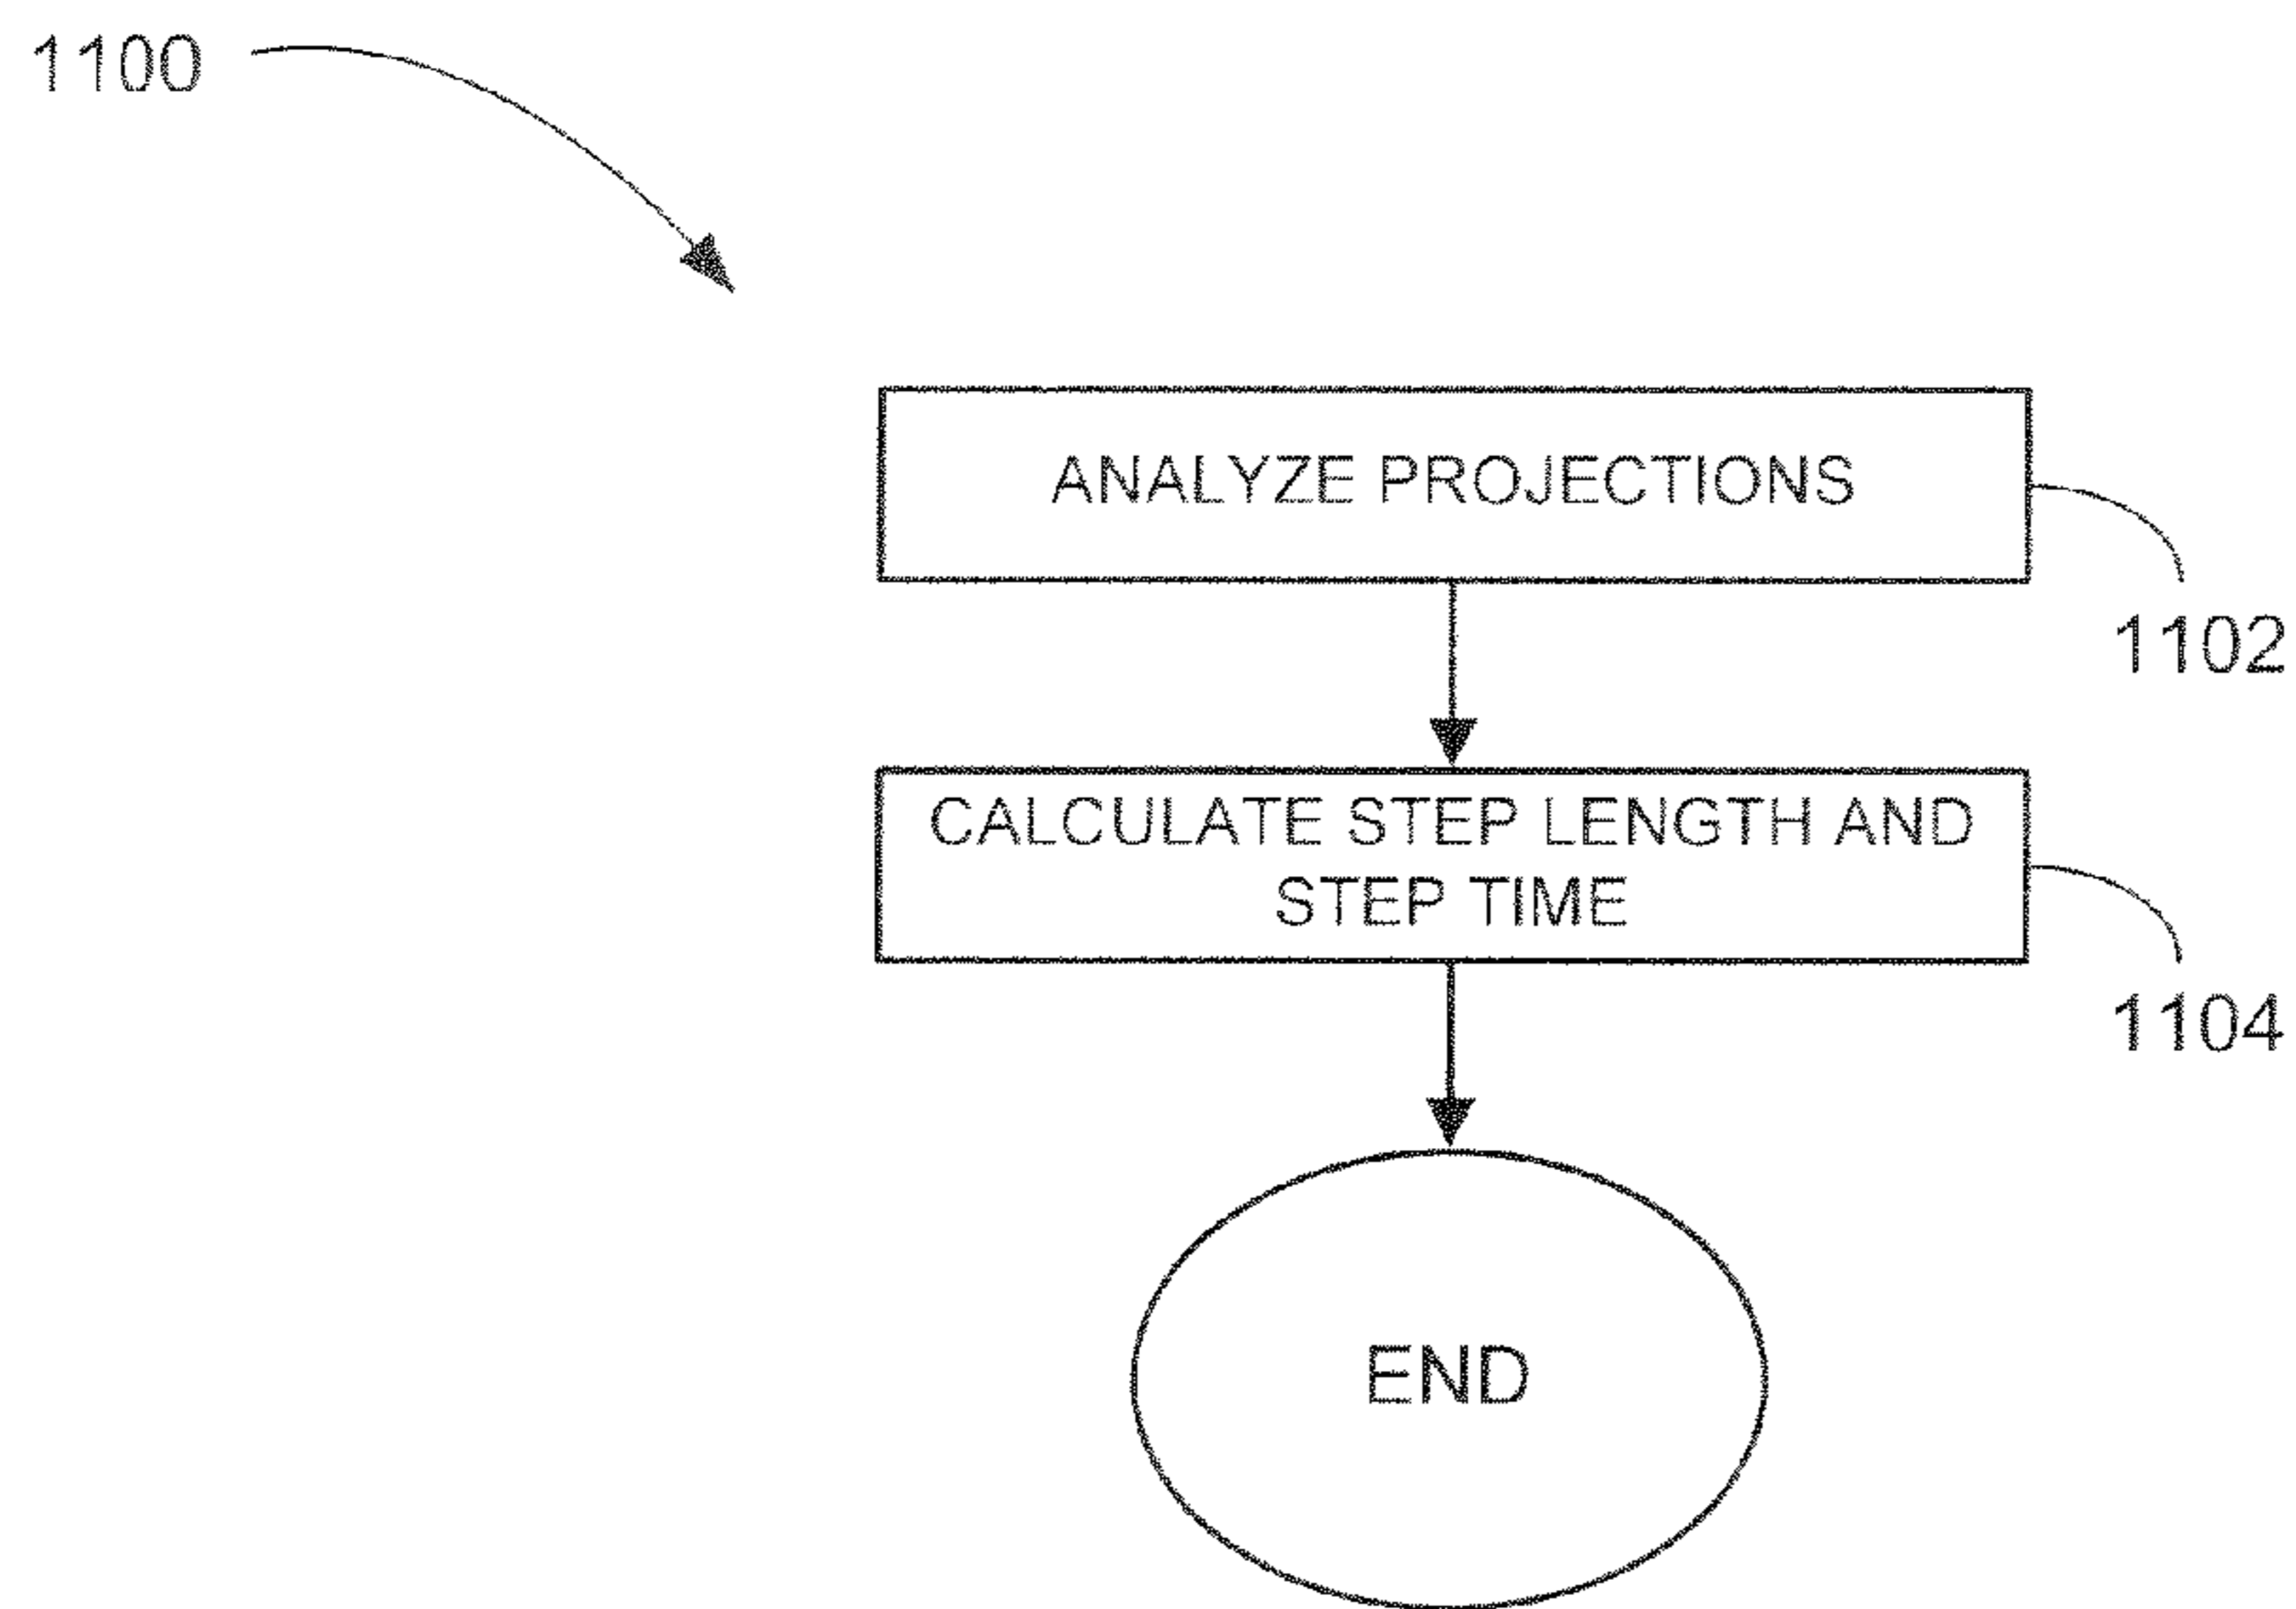 1100
ANALYZE PROJECTIONS
1102
CALCULATE STEP LENGTH AND
STEP TIME
1104
END